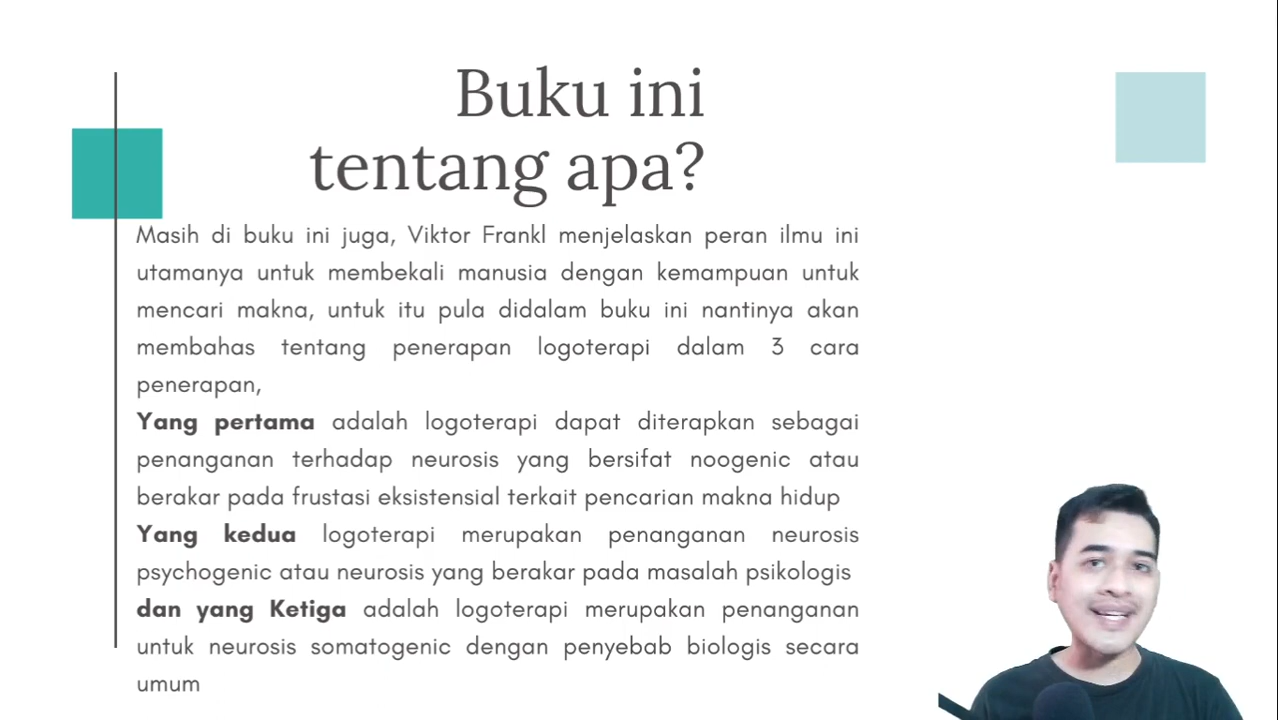 Buku ini
tentang apa?
Masih di buku ini juga, Viktor Frankl menjelaskan peran ilmu ini
utamanya untuk membekali manusia dengan kemampuan untuk
mencari makna, untuk itu pula didalam buku ini nantinya akan
membahas tentang penerapan logoterapi dalam 3 cara
penerapan,
Yang pertama adalah logoterapi dapat diterapkan sebagai
penanganan terhadap neurosis yang bersifat noogenic atau
berakar pada frustasi eksistensial terkait pencarian makna hidup
Yang kedua logoterapi merupakan penanganan neurosis
psychogenic atau neurosis yang berakar pada masalah psikologis
dan yang Ketiga adalah logoterapi merupakan penanganan
untuk neurosis somatogenic dengan penyebab biologis secara
umum